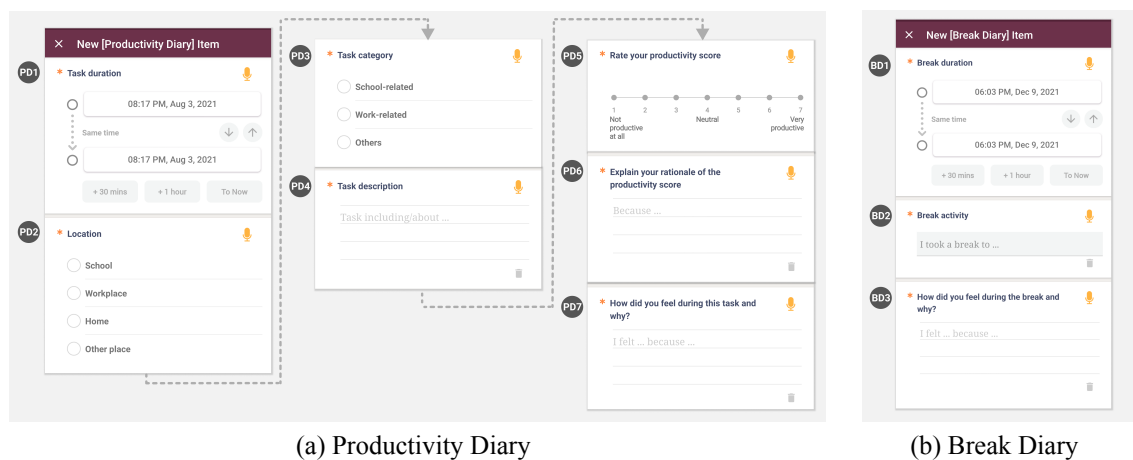 New [Productivity Diary] Item
PD1
* Task duration
08:17 PM, Aug 3, 2021
Same time
08:17 PM, Aug 3, 2021
+ 30 mins
+ 1 hour
To Now
PD2
* Location
School
Workplace
Home
Other place
PD3
* Task category
School-related
Work-related
Others
PD4
* Task description
Task including/about ...
PD5
* Rate your productivity score
1 2 3 4 5 6 7
Not productive at all
Neutral
Very productive
PD6
* Explain your rationale of the
productivity score
Because ...
PD7
* How did you feel during this task and
why?
I felt ... because ...
(a) Productivity Diary
New [Break Diary] Item
BD1
* Break duration
06:03 PM, Dec 9, 2021
Same time
06:03 PM, Dec 9, 2021
+ 30 mins
+ 1 hour
To Now
BD2
* Break activity
I took a break to ...
BD3
* How did you feel during the break and
why?
I felt ... because ...
(b) Break Diary